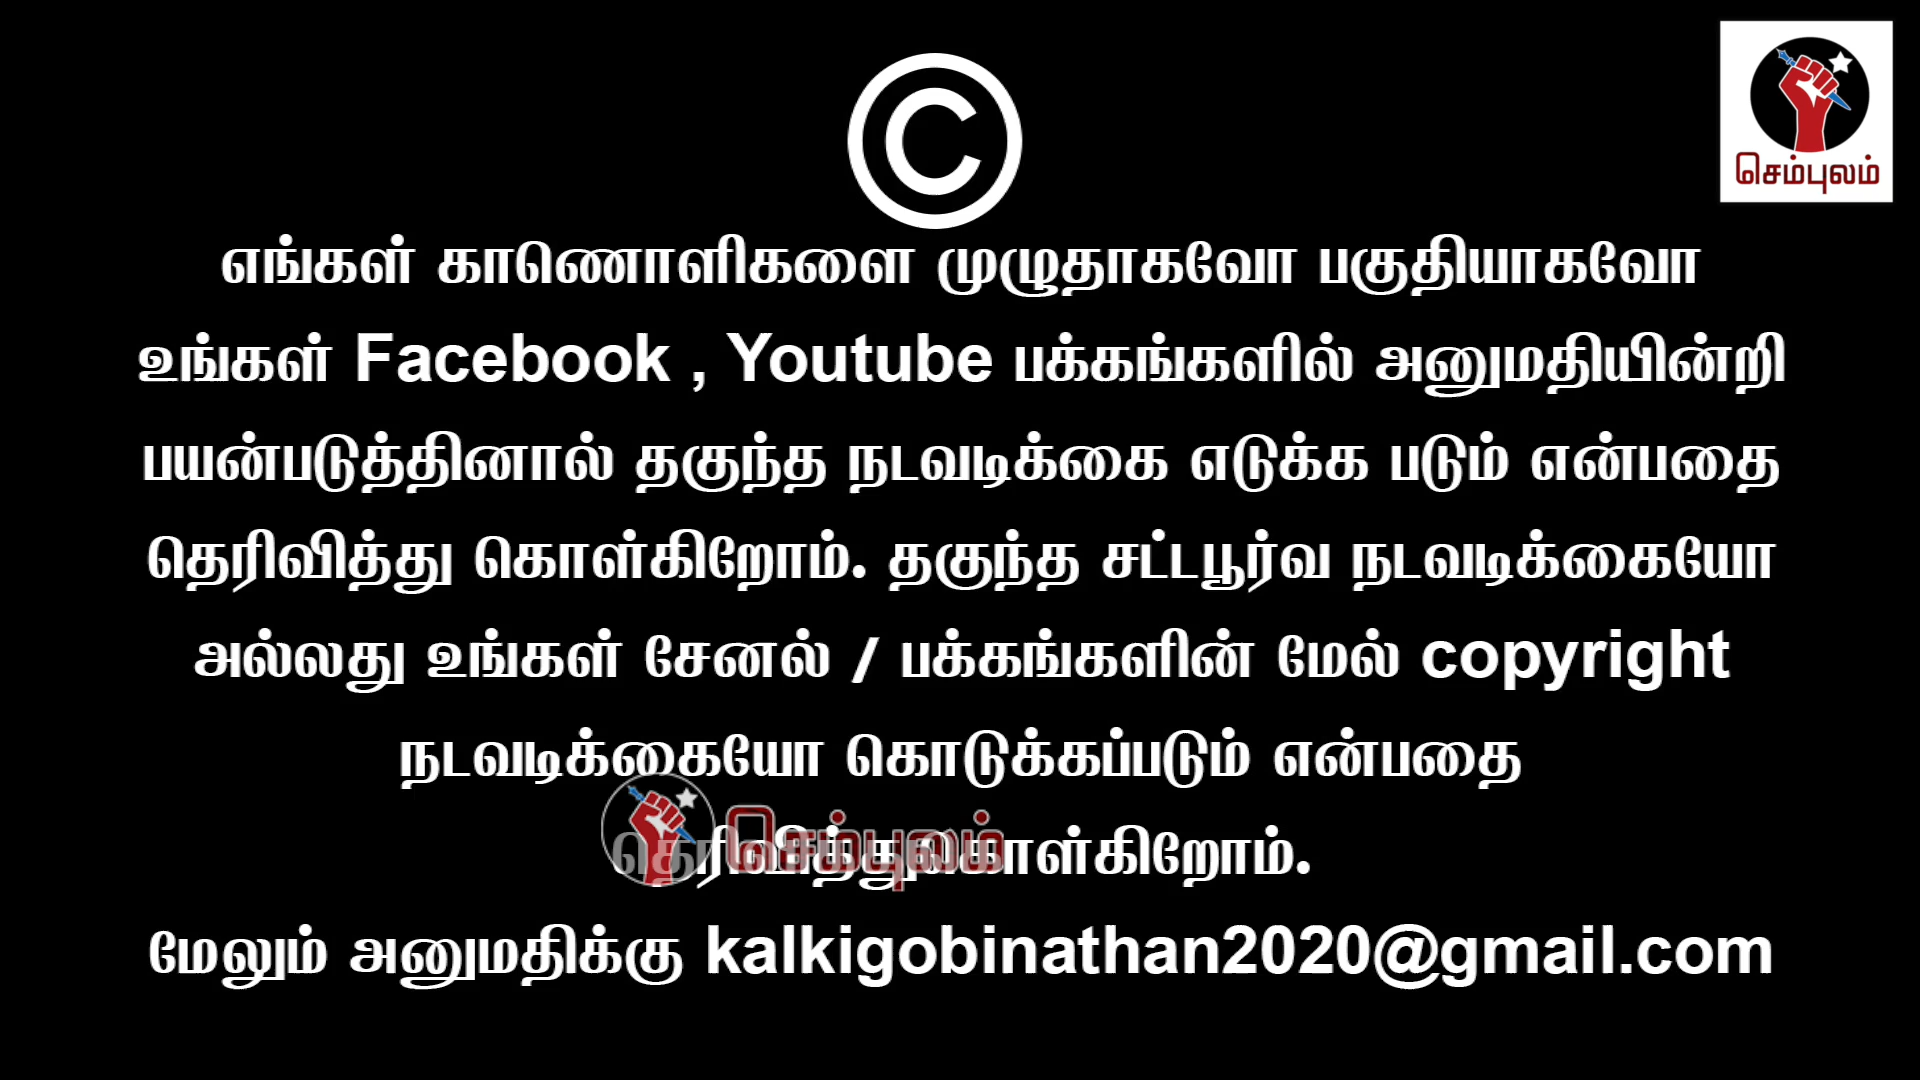 ©
செம்புலம்
எங்கள் காணொளிகளை முழுதாகவோ பகுதியாகவோ
உங்கள் Facebook , Youtube பக்கங்களில் அனுமதியின்றி
பயன்படுத்தினால் தகுந்த நடவடிக்கை எடுக்க படும் என்பதை
தெரிவித்து கொள்கிறோம். தகுந்த சட்டபூர்வ நடவடிக்கையோ
அல்லது உங்கள் சேனல் / பக்கங்களின் மேல் copyright
நடவடிக்கையோ கொடுக்கப்படும் என்பதை
தெரிவித்துகொள்கிறோம்.
செம்புலம்
மேலும் அனுமதிக்கு kalkigobinathan2020@gmail.com